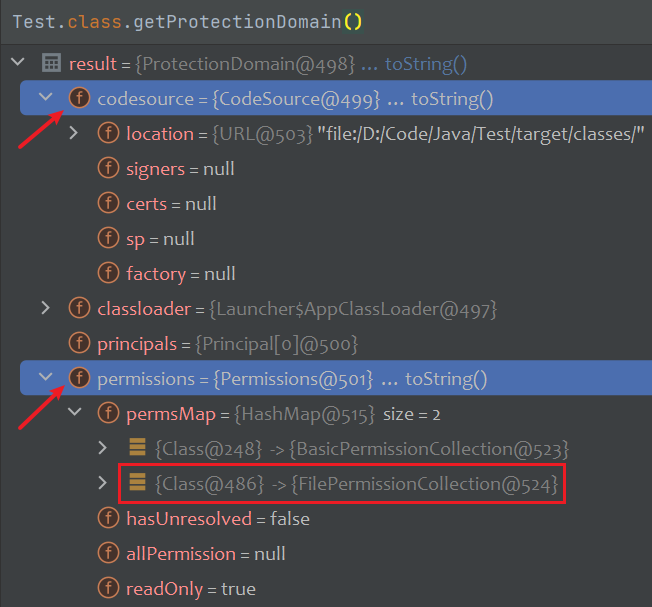 Test.class.getProtectionDomain()
result = {ProtectionDomain@498} ... toString()
f codesource = {CodeSource@499} ... toString()
f location = {URL@503} "file:/D:/Code/Java/Test/target/classes/"
f signers = null
f certs = null
f sp = null
f factory = null
f classloader = {Launcher$AppClassLoader@497}
f principals = {Principal[0]@500}
f permissions = {Permissions@501} ... toString()
f permsMap = {HashMap@515} size = 2
{Class@248} -> {BasicPermissionCollection@523}
{Class@486} -> {FilePermissionCollection@524}
f hasUnresolved = false
f allPermission = null
f readOnly = true